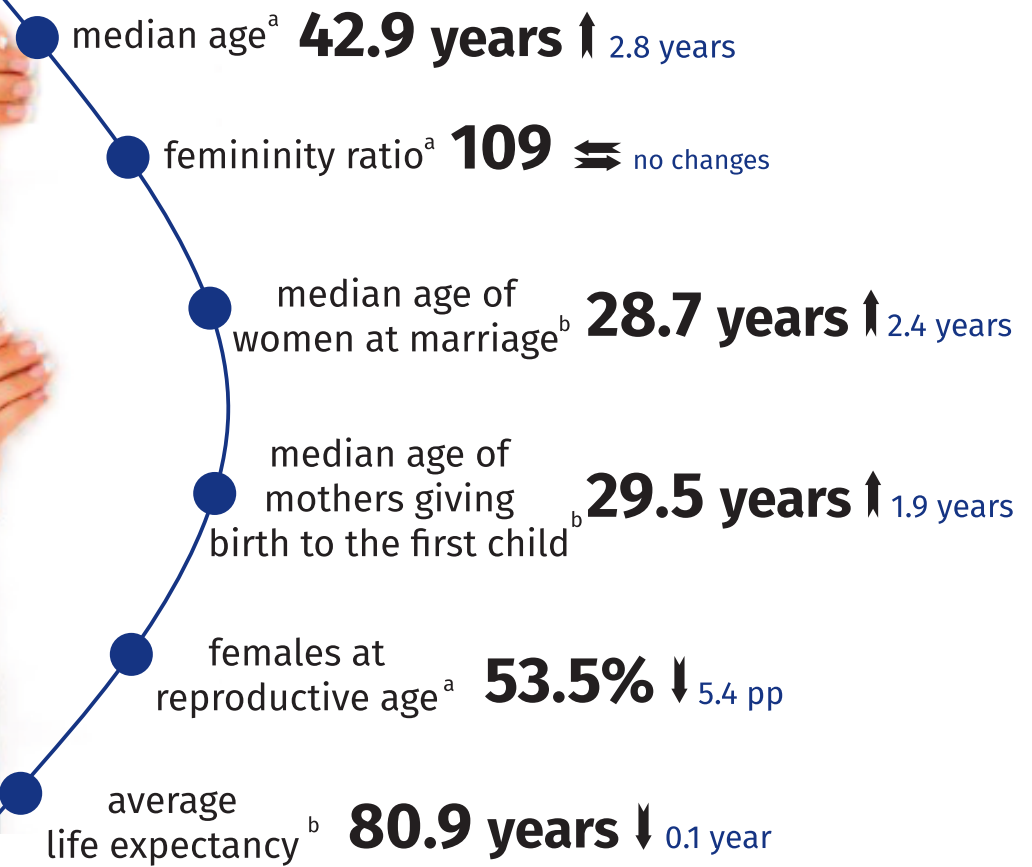 median ageᵃ 42.9 years ⬆ 2.8 years
femininity ratioᵃ 109 ⇆ no changes
median age of
women at marriageᵇ 28.7 years ⬆ 2.4 years
median age of
mothers giving
birth to the first childᵇ 29.5 years ⬆ 1.9 years
females at
reproductive ageᵃ 53.5% ⬇ 5.4 pp
average
life expectancyᵇ 80.9 years ⬇ 0.1 year